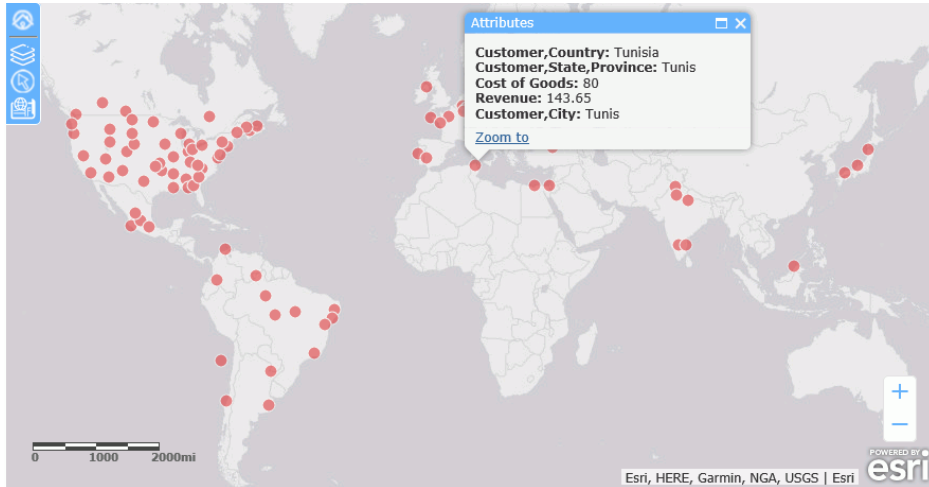 Attributes
Customer,Country: Tunisia
Customer,State,Province: Tunis
Cost of Goods: 80
Revenue: 143.65
Customer,City: Tunis
Zoom to
+
−
0 1000 2000mi
POWERED BY
esri
Esri, HERE, Garmin, NGA, USGS | Esri